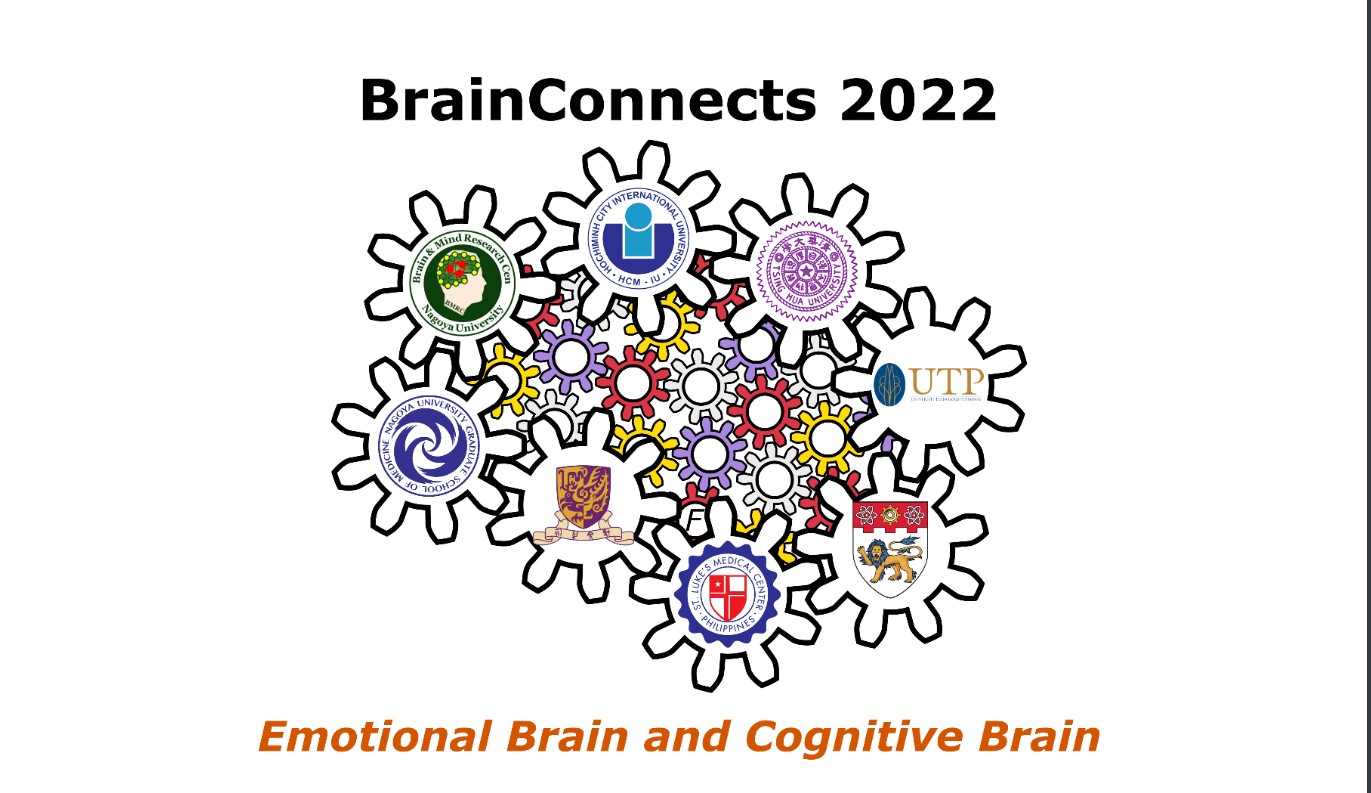 BrainConnects 2022
HOCHIMINH CITY INTERNATIONAL UNIVERSITY
• HCM - IU •
Brain & Mind Research Cen
BMRC
Nagoya University
TSING HUA UNIVERSITY
UTP
NAGOYA UNIVERSITY GRADUATE SCHOOL OF MEDICINE
F
ST. LUKE'S MEDICAL CENTER
• PHILIPPINES •
Emotional Brain and Cognitive Brain